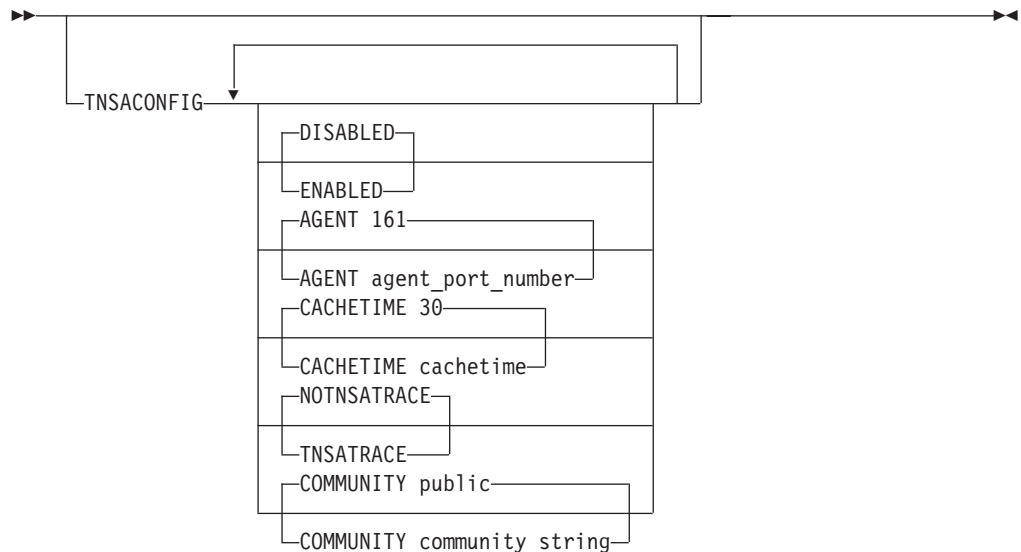 TNSACONFIG
DISABLED
ENABLED
AGENT 161
AGENT agent_port_number
CACHETIME 30
CACHETIME cachetime
NOTNSATRACE
TNSATRACE
COMMUNITY public
COMMUNITY community string